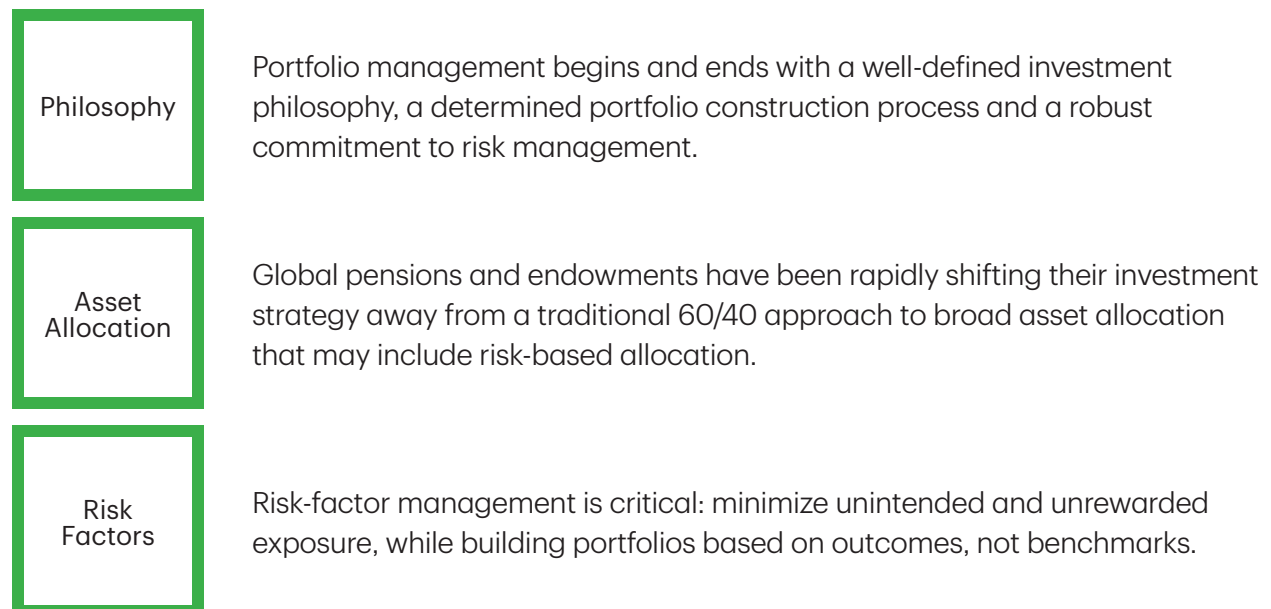 Philosophy
Portfolio management begins and ends with a well-defined investment
philosophy, a determined portfolio construction process and a robust
commitment to risk management.
Asset
Allocation
Global pensions and endowments have been rapidly shifting their investment
strategy away from a traditional 60/40 approach to broad asset allocation
that may include risk-based allocation.
Risk
Factors
Risk-factor management is critical: minimize unintended and unrewarded
exposure, while building portfolios based on outcomes, not benchmarks.